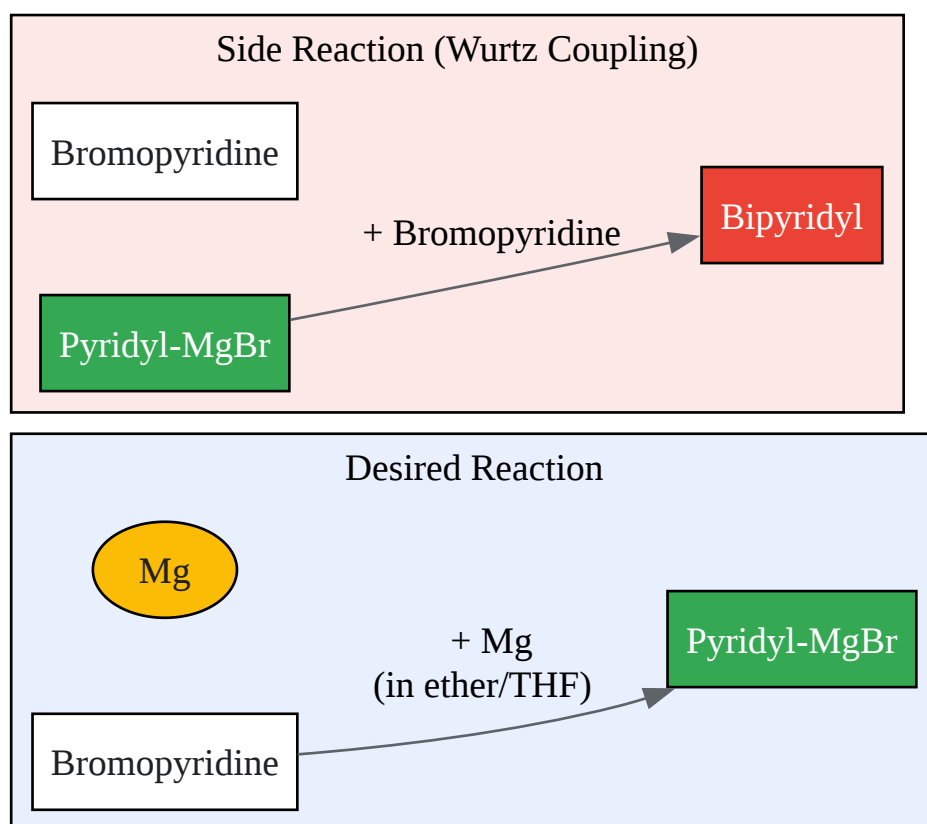 Side Reaction (Wurtz Coupling)
Bromopyridine
+ Bromopyridine
Bipyridyl
Pyridyl-MgBr
Desired Reaction
Mg
+ Mg
(in ether/THF)
Pyridyl-MgBr
Bromopyridine